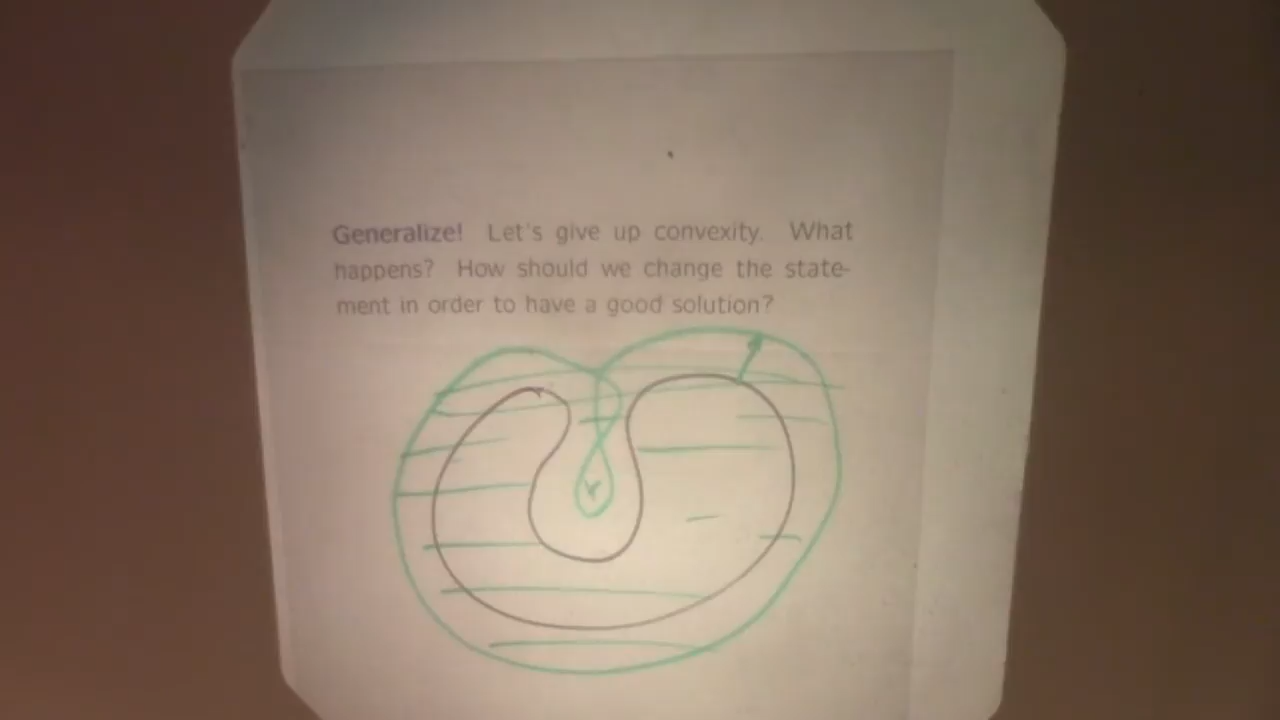 Generalize! Let's give up convexity. What
happens? How should we change the state-
ment in order to have a good solution?